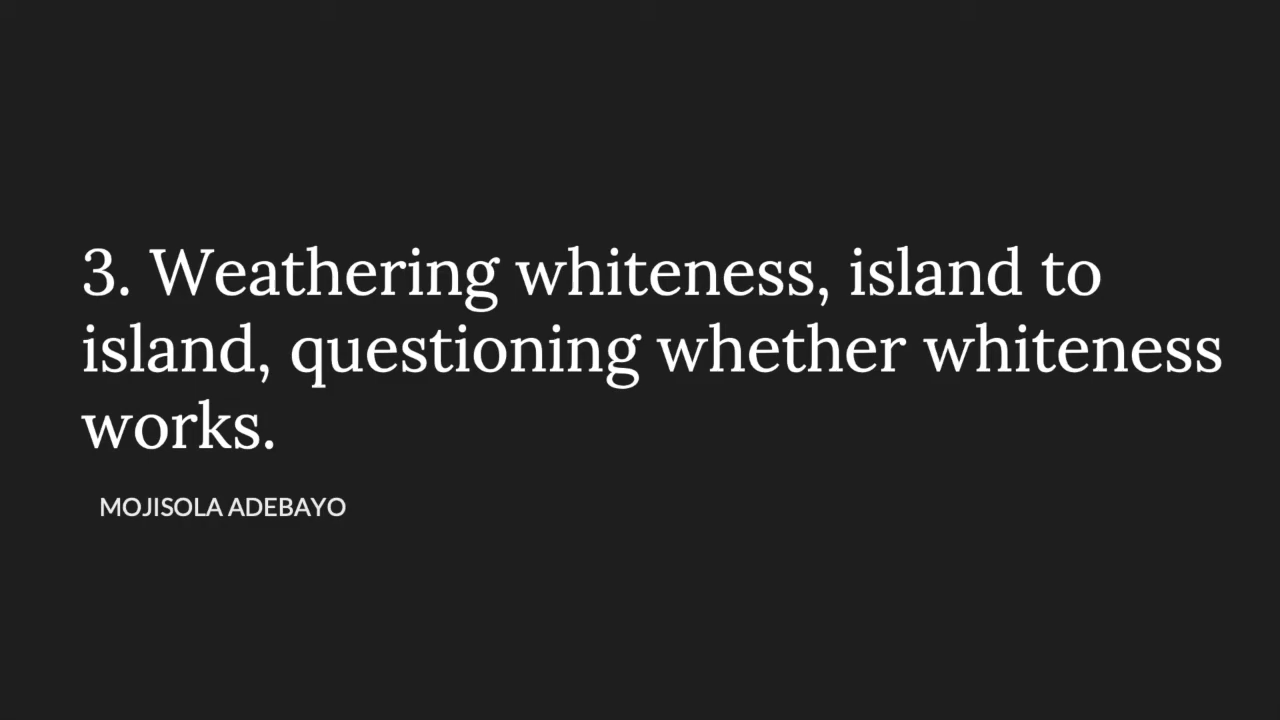 3. Weathering whiteness, island to
island, questioning whether whiteness
works.
MOJISOLA ADEBAYO